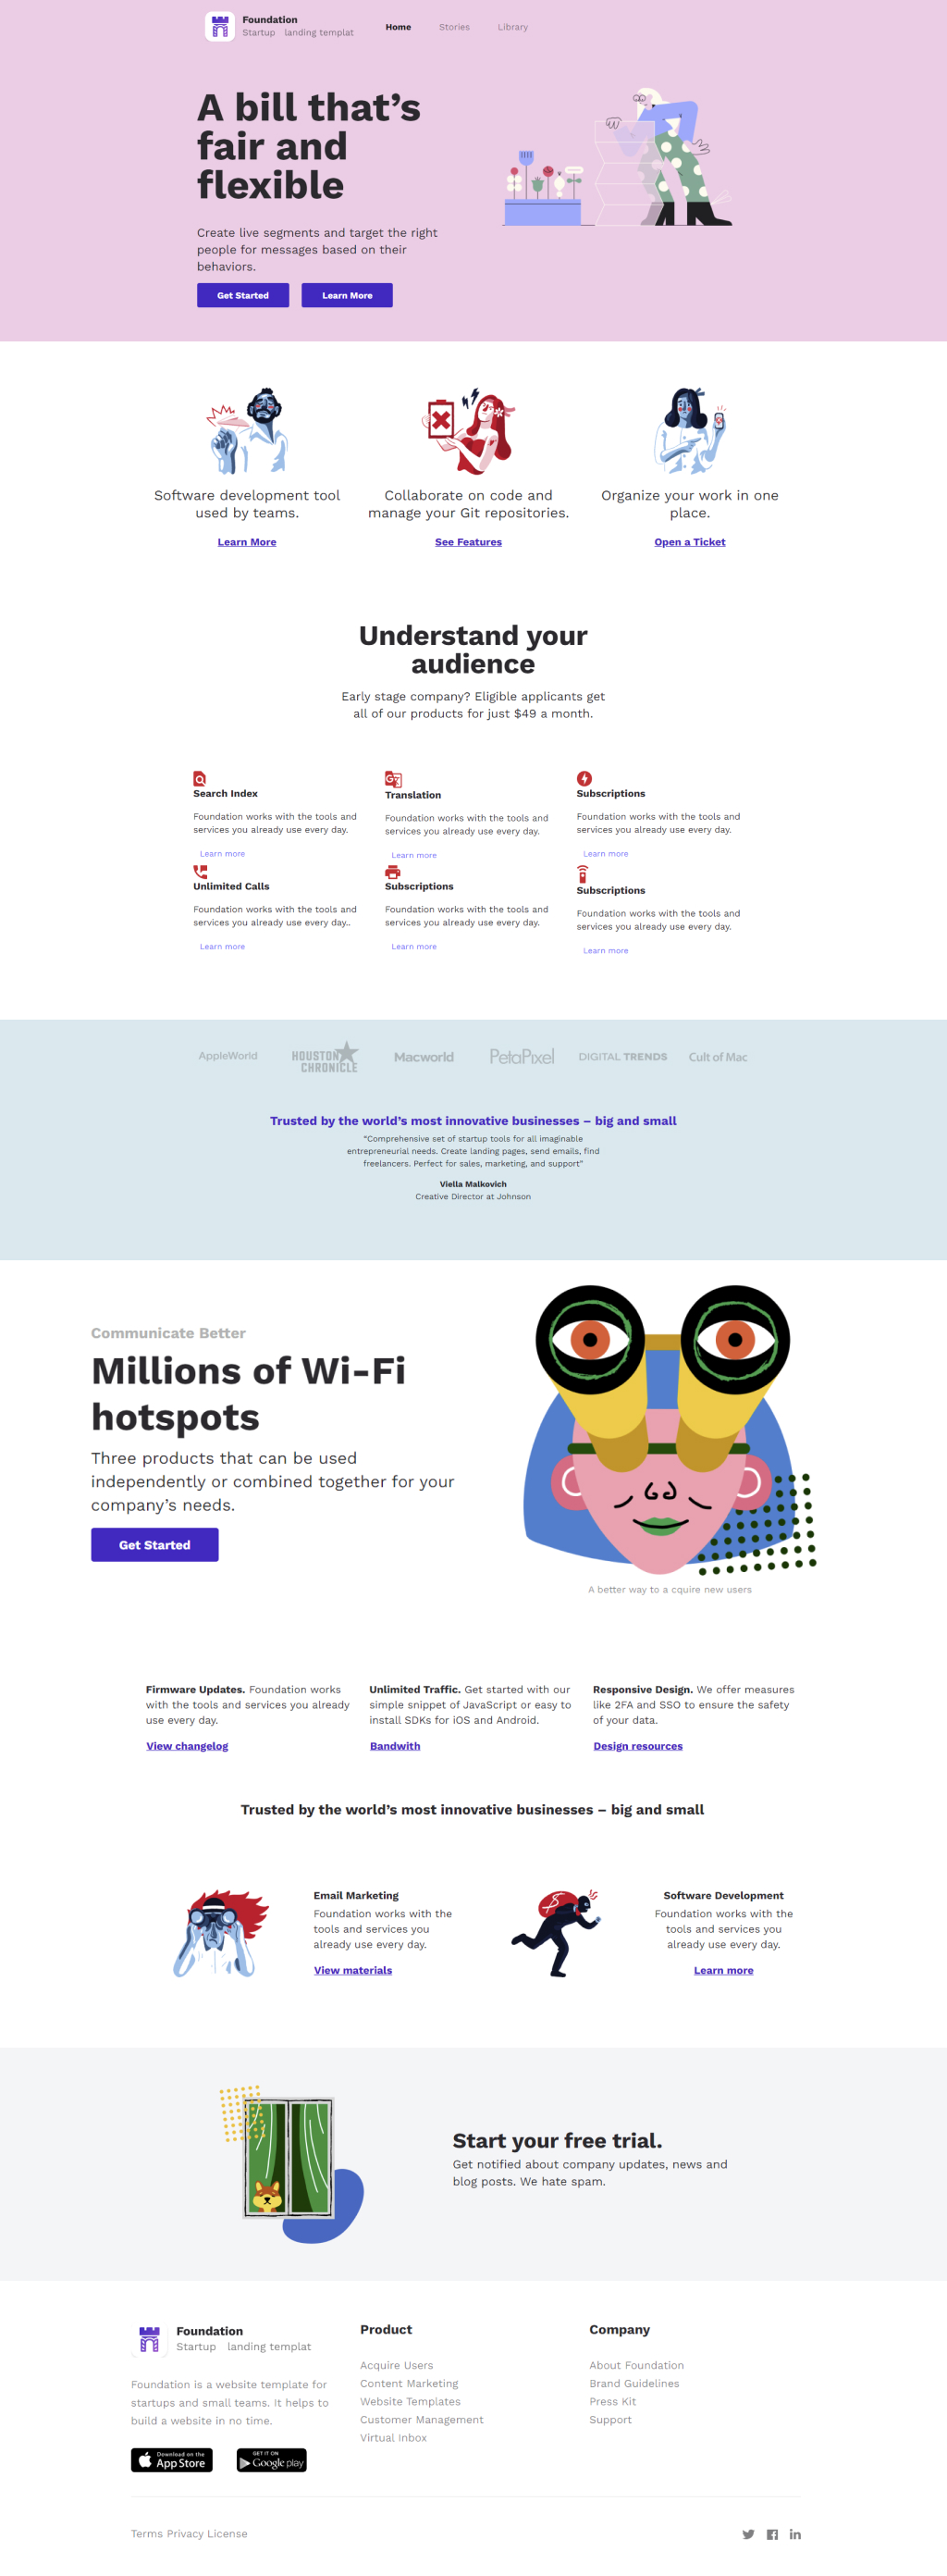 Foundation
Startup landing templat
Home
Stories
Library
A bill that's
fair and
flexible
Create live segments and target the right
people for messages based on their
behaviors.
Get Started
Learn More
Software development tool
used by teams.
Learn More
Collaborate on code and
manage your Git repositories.
See Features
Organize your work in one
place.
Open a Ticket
Understand your
audience
Early stage company? Eligible applicants get
all of our products for just $49 a month.
Search Index
Foundation works with the tools and
services you already use every day.
Learn more
Translation
Foundation works with the tools and
services you already use every day.
Learn more
Subscriptions
Foundation works with the tools and
services you already use every day.
Learn more
Unlimited Calls
Foundation works with the tools and
services you already use every day..
Learn more
Subscriptions
Foundation works with the tools and
services you already use every day.
Learn more
Subscriptions
Foundation works with the tools and
services you already use every day.
Learn more
AppleWorld
HOUSTON
CHRONICLE
Macworld
PetaPixel
DIGITAL TRENDS
Cult of Mac
Trusted by the world's most innovative businesses – big and small
"Comprehensive set of startup tools for all imaginable
entrepreneurial needs. Create landing pages, send emails, find
freelancers. Perfect for sales, marketing, and support"
Viella Malkovich
Creative Director at Johnson
Communicate Better
Millions of Wi-Fi
hotspots
Three products that can be used
independently or combined together for your
company's needs.
Get Started
A better way to a cquire new users
Firmware Updates. Foundation works
with the tools and services you already
use every day.
View changelog
Unlimited Traffic. Get started with our
simple snippet of JavaScript or easy to
install SDKs for iOS and Android.
Bandwith
Responsive Design. We offer measures
like 2FA and SSO to ensure the safety
of your data.
Design resources
Trusted by the world's most innovative businesses – big and small
Email Marketing
Foundation works with the
tools and services you
already use every day.
View materials
Software Development
Foundation works with the
tools and services you
already use every day.
Learn more
Start your free trial.
Get notified about company updates, news and
blog posts. We hate spam.
Foundation
Startup landing templat
Foundation is a website template for
startups and small teams. It helps to
build a website in no time.
Download on the
App Store
GET IT ON
Google play
Product
Acquire Users
Content Marketing
Website Templates
Customer Management
Virtual Inbox
Company
About Foundation
Brand Guidelines
Press Kit
Support
Terms Privacy License